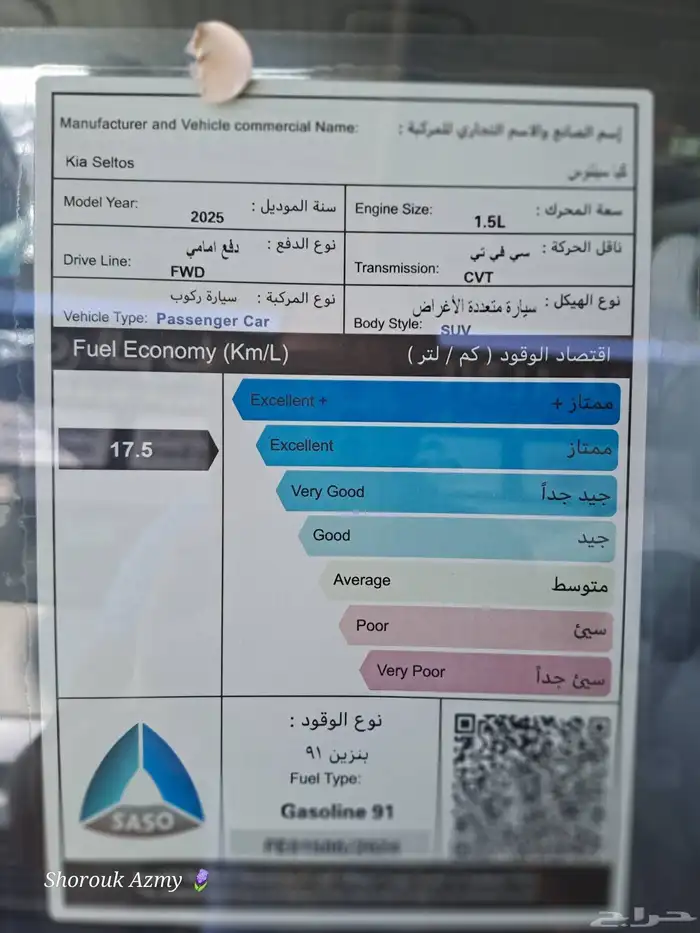 Manufacturer and Vehicle commercial Name: إسم الصانع والاسم التجاري للمركبة :
Kia Seltos كيا سيلتوس
Model Year: 2025 سنة الموديل :
Engine Size: 1.5L سعة المحرك :
Drive Line: دفع امامي نوع الدفع :
FWD
Transmission: سي في تي ناقل الحركة :
CVT
Vehicle Type: Passenger Car سيارة ركوب نوع المركبة :
Body Style: SUV سيارة متعددة الأغراض نوع الهيكل :
Fuel Economy (Km/L) اقتصاد الوقود ( كم / لتر )
Excellent + ممتاز +
17.5
Excellent ممتاز
Very Good جيد جداً
Good جيد
Average متوسط
Poor سيئ
Very Poor سيئ جداً
SASO
نوع الوقود :
بنزين ٩١
Fuel Type:
Gasoline 91
Shorouk Azmy
حراج